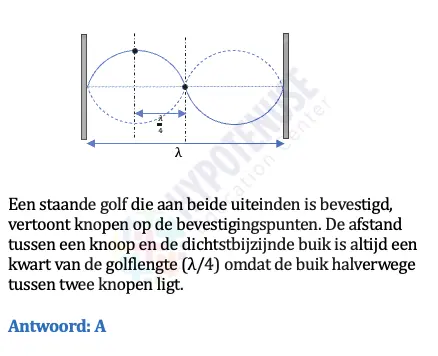 λ
4
λ
HYPOTENUSE
Education Center
Een staande golf die aan beide uiteinden is bevestigd,
vertoont knopen op de bevestigingspunten. De afstand
tussen een knoop en de dichtstbijzijnde buik is altijd een
kwart van de golflengte (λ/4) omdat de buik halverwege
tussen twee knopen ligt.
Antwoord: A